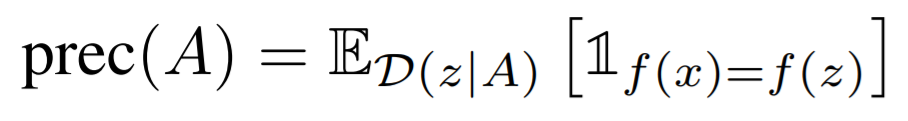 prec(A) = 𝔼_{𝒟(z|A)} [𝟙_{f(x)=f(z)}]